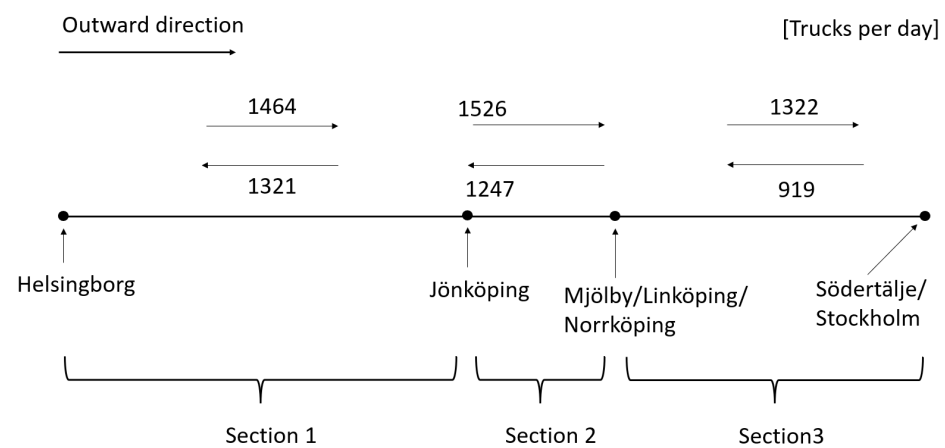 Outward direction
[Trucks per day]
1464
1526
1322
1321
1247
919
Helsingborg
Jönköping
Mjölby/Linköping/
Norrköping
Södertälje/
Stockholm
Section 1
Section 2
Section3